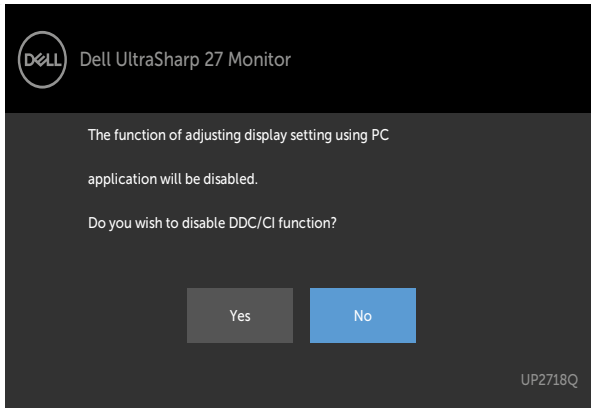 DELL
Dell UltraSharp 27 Monitor
The function of adjusting display setting using PC
application will be disabled.
Do you wish to disable DDC/CI function?
Yes
No
UP2718Q